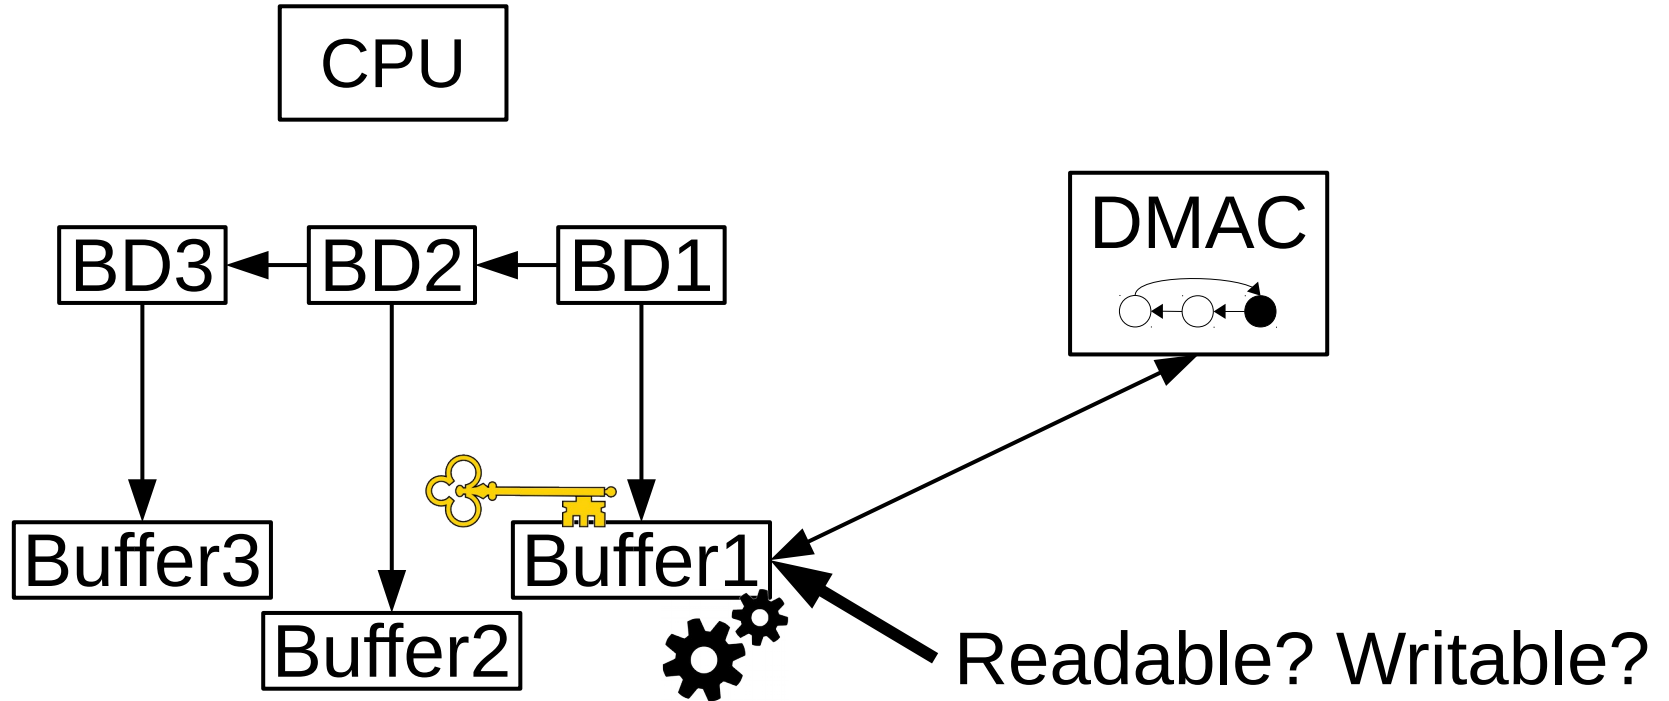 CPU
DMAC
BD3
BD2
BD1
Buffer3
Buffer1
Buffer2
Readable? Writable?